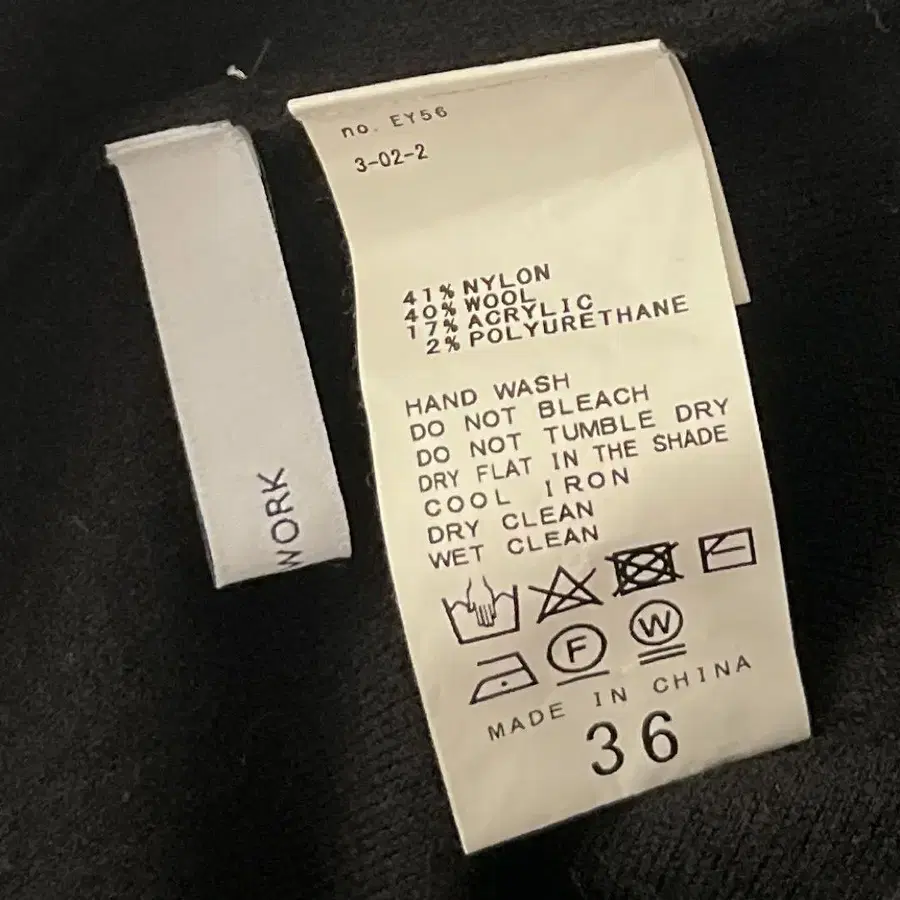 WORK
no. EY56
3-02-2
41% NYLON
40% WOOL
17% ACRYLIC
2% POLYURETHANE
HAND WASH
DO NOT BLEACH
DO NOT TUMBLE DRY
DRY FLAT IN THE SHADE
COOL IRON
DRY CLEAN
WET CLEAN
F W
MADE IN CHINA
36